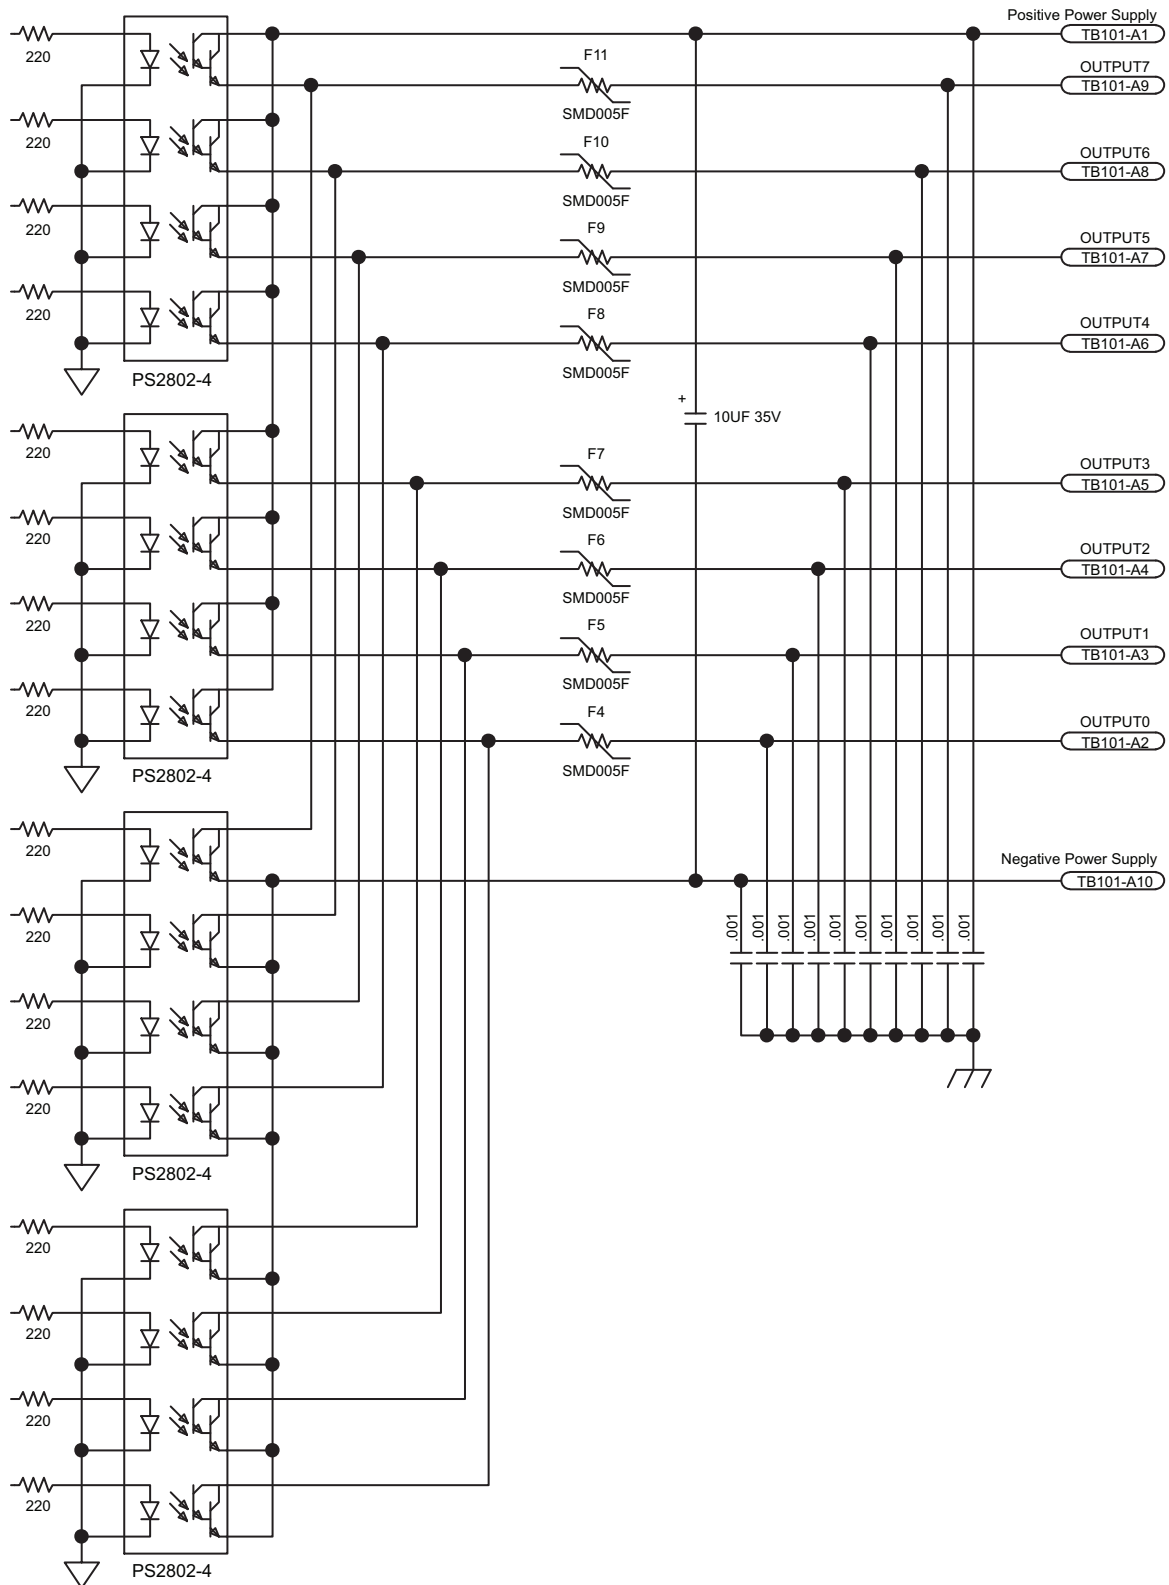 Positive Power Supply
TB101-A1
220
F11
OUTPUT7
TB101-A9
SMD005F
220
F10
OUTPUT6
TB101-A8
SMD005F
220
F9
OUTPUT5
TB101-A7
SMD005F
220
F8
OUTPUT4
TB101-A6
SMD005F
PS2802-4
+
10UF 35V
220
F7
OUTPUT3
TB101-A5
SMD005F
220
F6
OUTPUT2
TB101-A4
SMD005F
220
F5
OUTPUT1
TB101-A3
SMD005F
220
F4
OUTPUT0
TB101-A2
SMD005F
PS2802-4
220
Negative Power Supply
TB101-A10
220
.001
.001
.001
.001
.001
.001
.001
.001
.001
.001
220
220
PS2802-4
220
220
220
220
PS2802-4